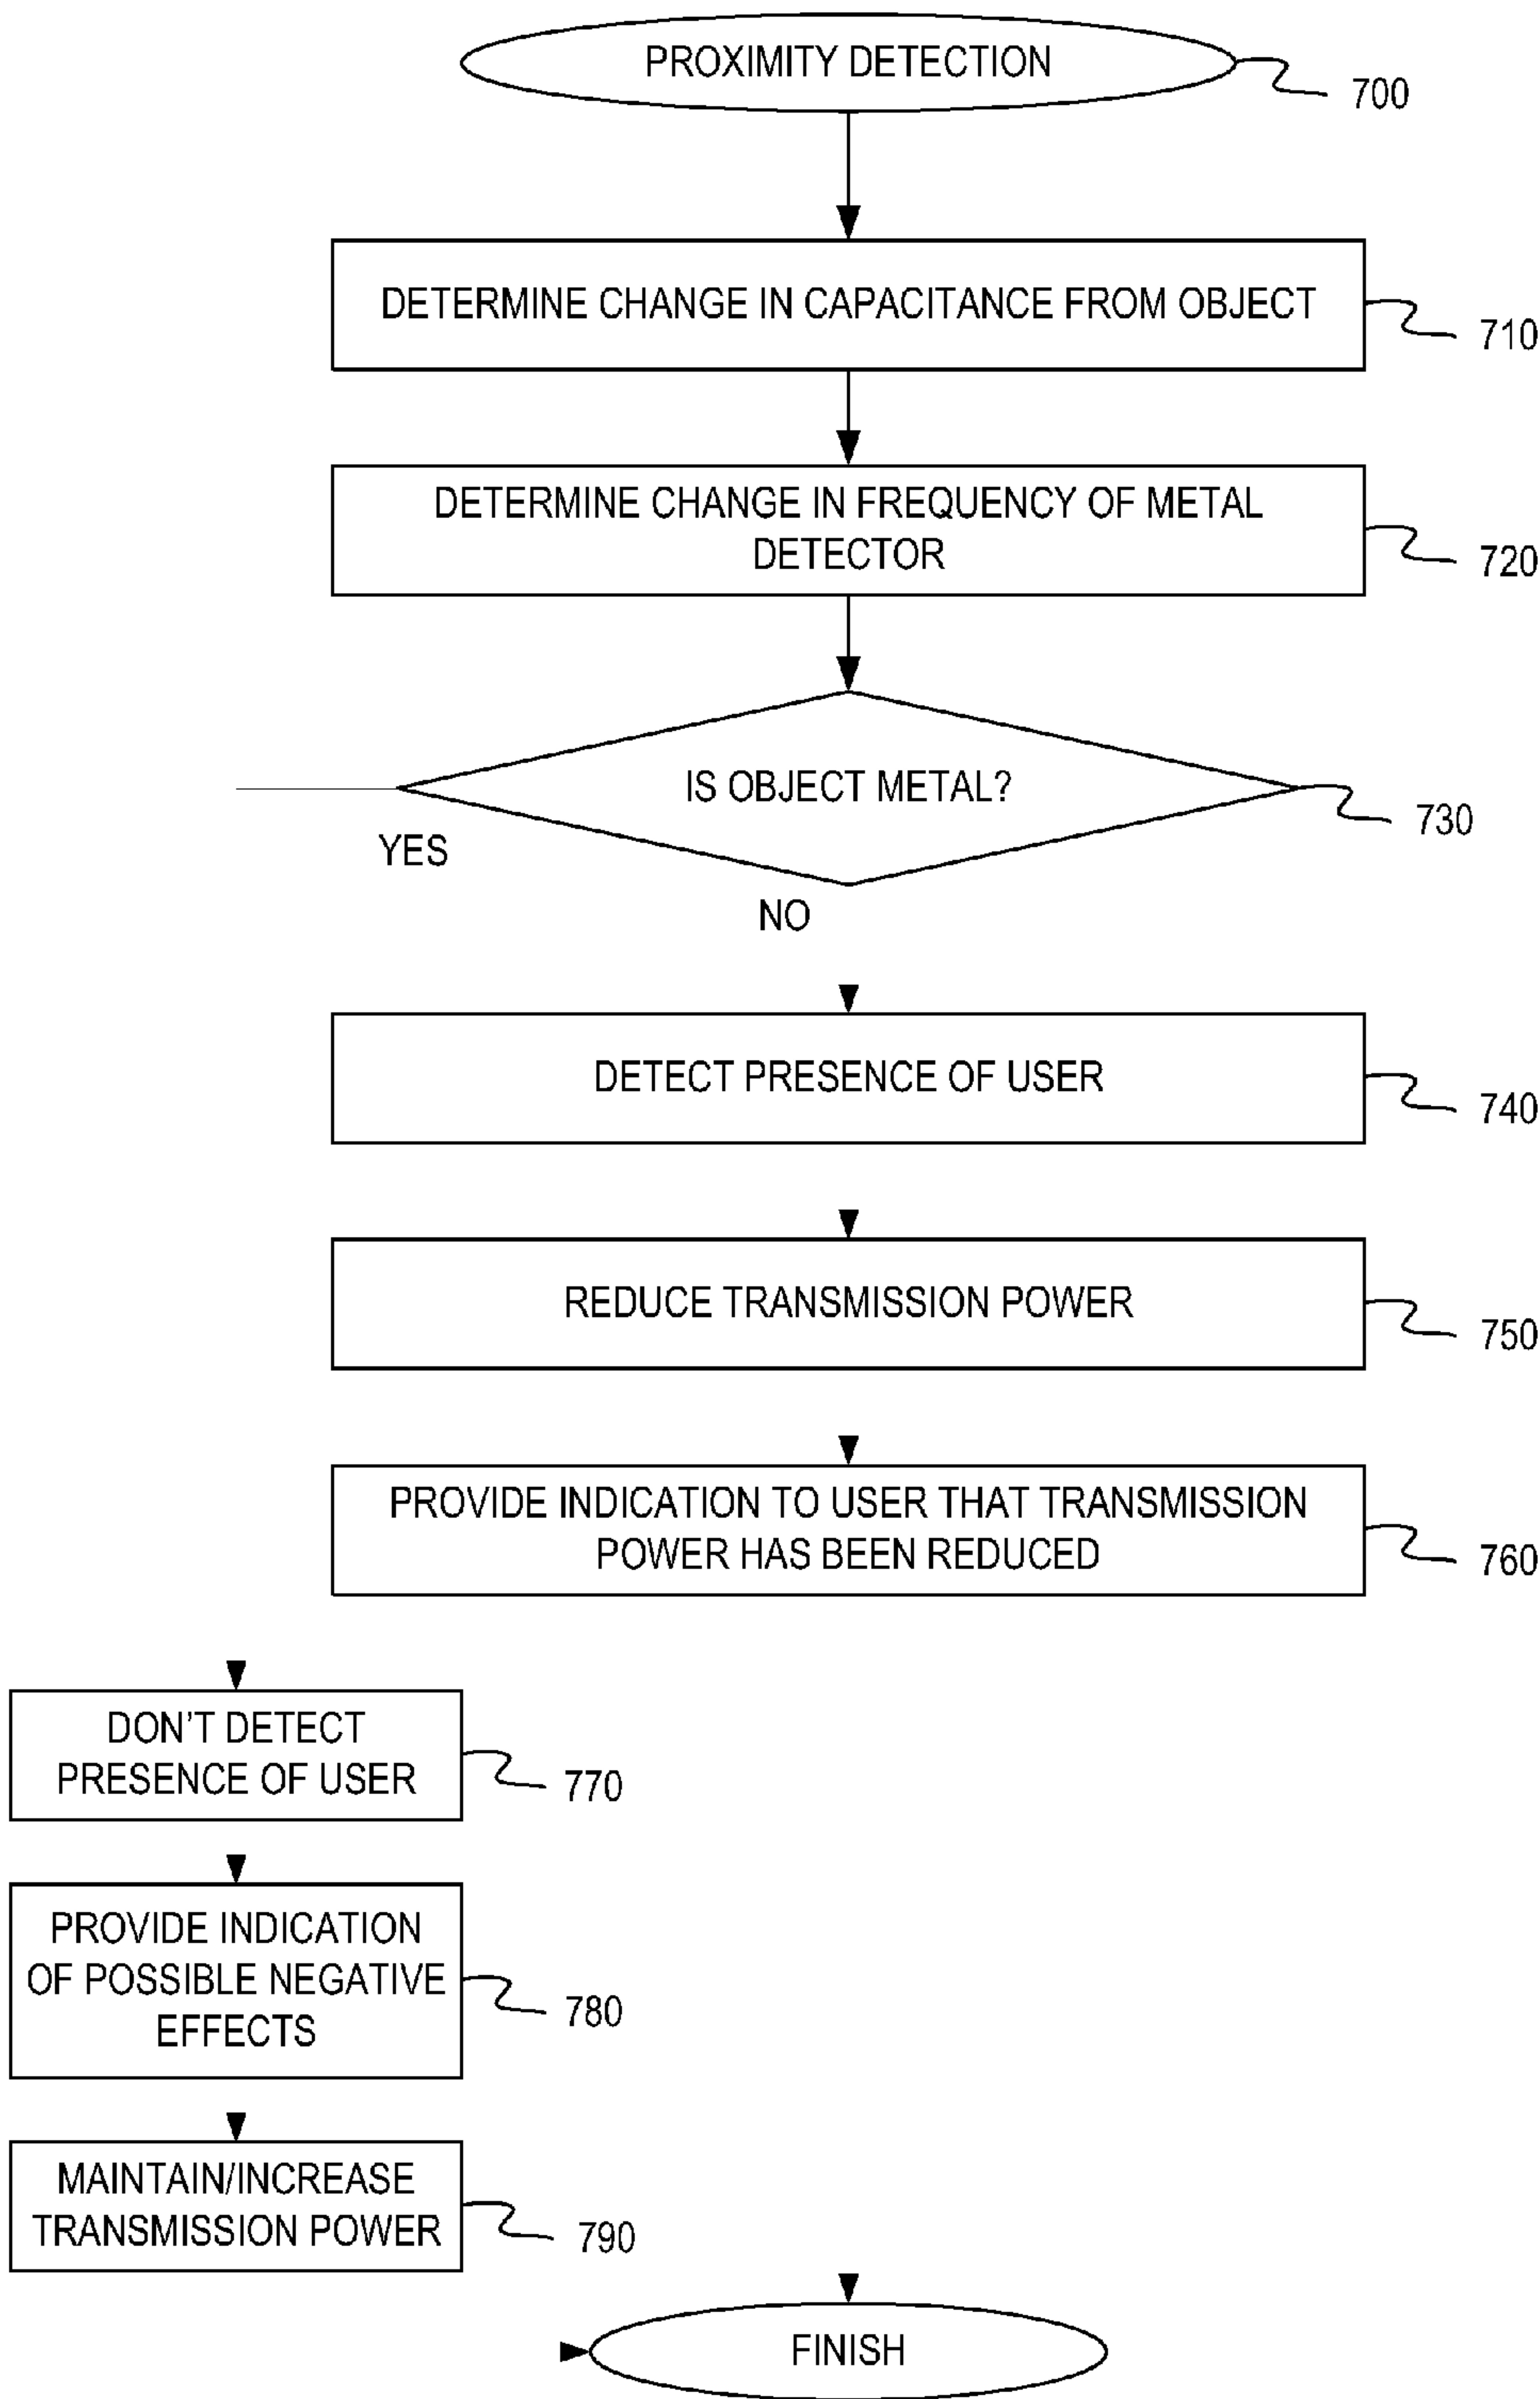 PROXIMITY DETECTION
700
DETERMINE CHANGE IN CAPACITANCE FROM OBJECT
710
DETERMINE CHANGE IN FREQUENCY OF METAL
DETECTOR
720
IS OBJECT METAL?
730
YES
NO
DETECT PRESENCE OF USER
740
REDUCE TRANSMISSION POWER
750
PROVIDE INDICATION TO USER THAT TRANSMISSION
POWER HAS BEEN REDUCED
760
DON'T DETECT
PRESENCE OF USER
770
PROVIDE INDICATION
OF POSSIBLE NEGATIVE
EFFECTS
780
MAINTAIN/INCREASE
TRANSMISSION POWER
790
FINISH